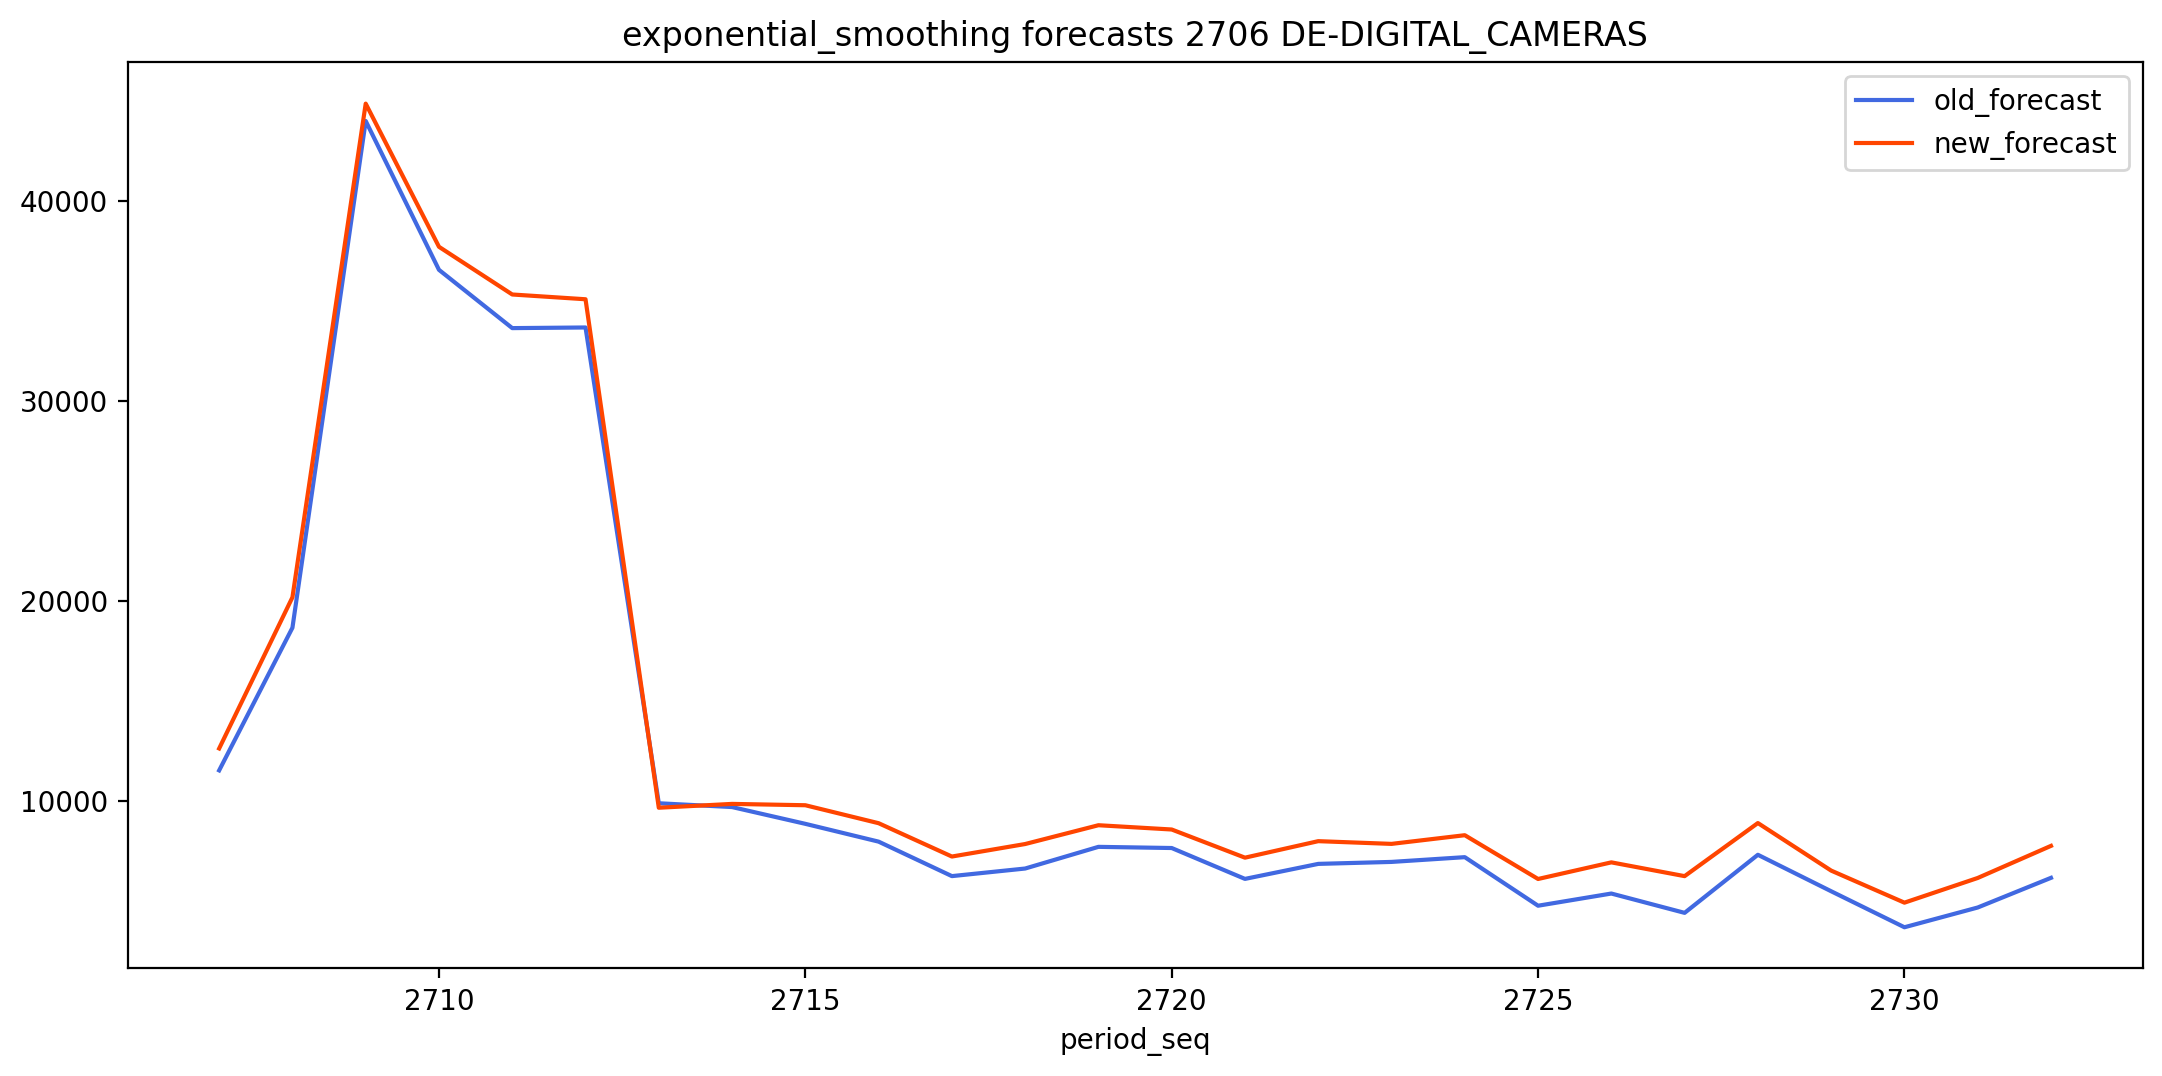 exponential_smoothing forecasts 2706 DE-DIGITAL_CAMERAS
old_forecast
new_forecast
40000
30000
20000
10000
2710 2715 2720 2725 2730
period_seq